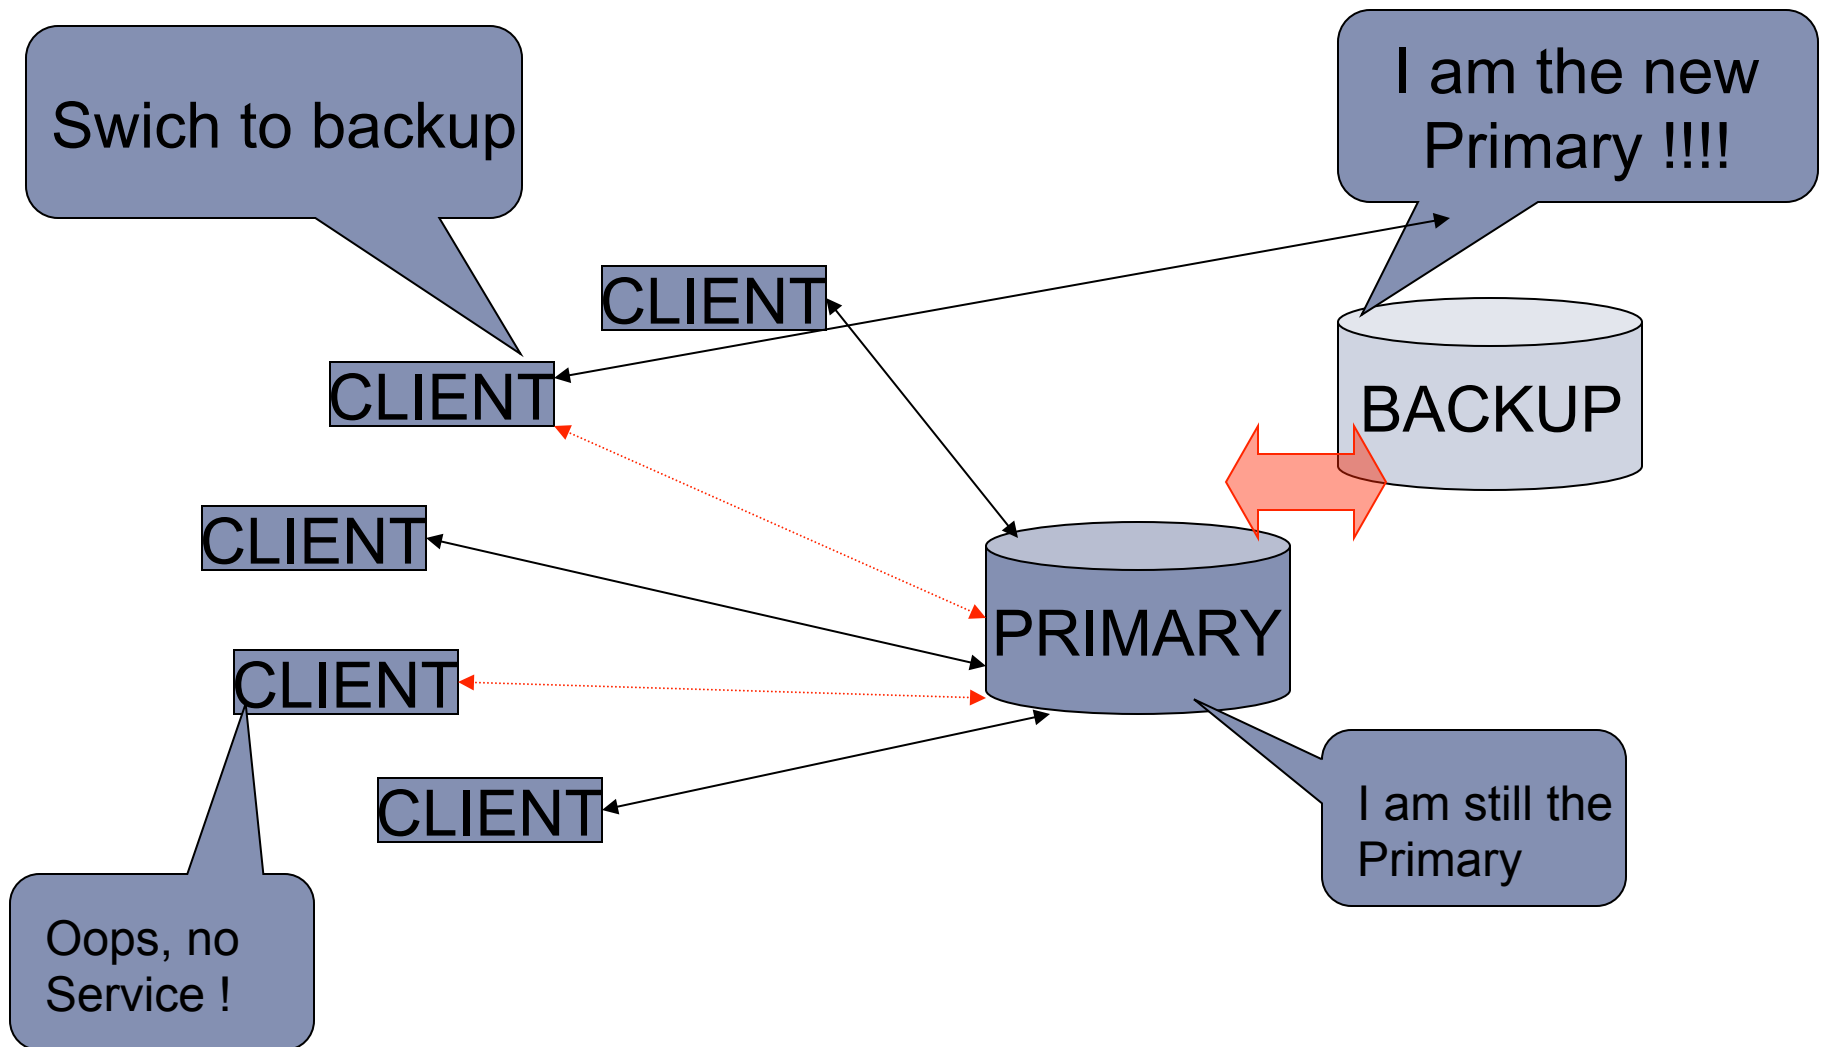 Swich to backup
I am the new
Primary !!!!
CLIENT
CLIENT
BACKUP
CLIENT
PRIMARY
CLIENT
CLIENT
I am still the
Primary
Oops, no
Service !